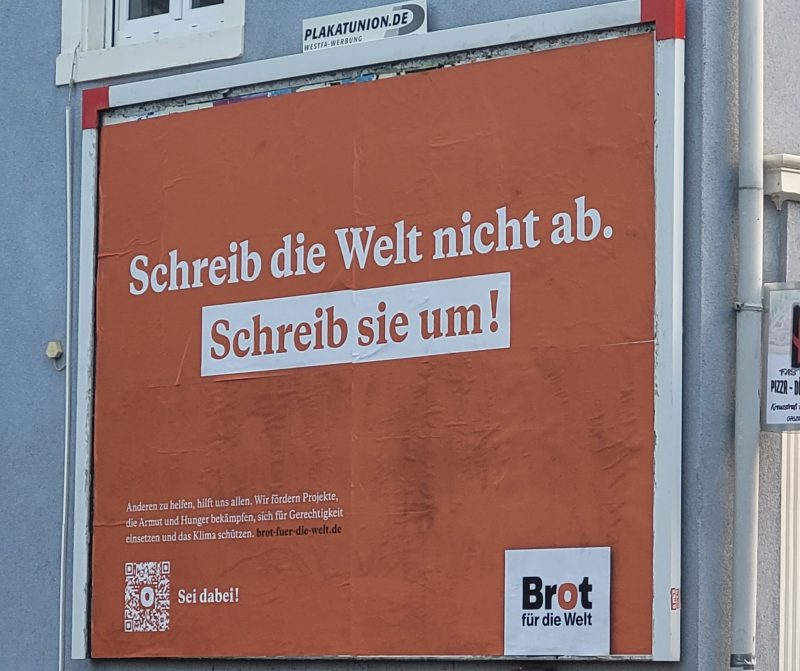 PLAKATUNION.DE
WESTFA-WERBUNG
Schreib die Welt nicht ab.
Schreib sie um!
Anderen zu helfen, hilft uns allen. Wir fördern Projekte,
die Armut und Hunger bekämpfen, sich für Gerechtigkeit
einsetzen und das Klima schützen. brot-fuer-die-welt.de
Sei dabei!
Brot
für die Welt
PIZZA - D